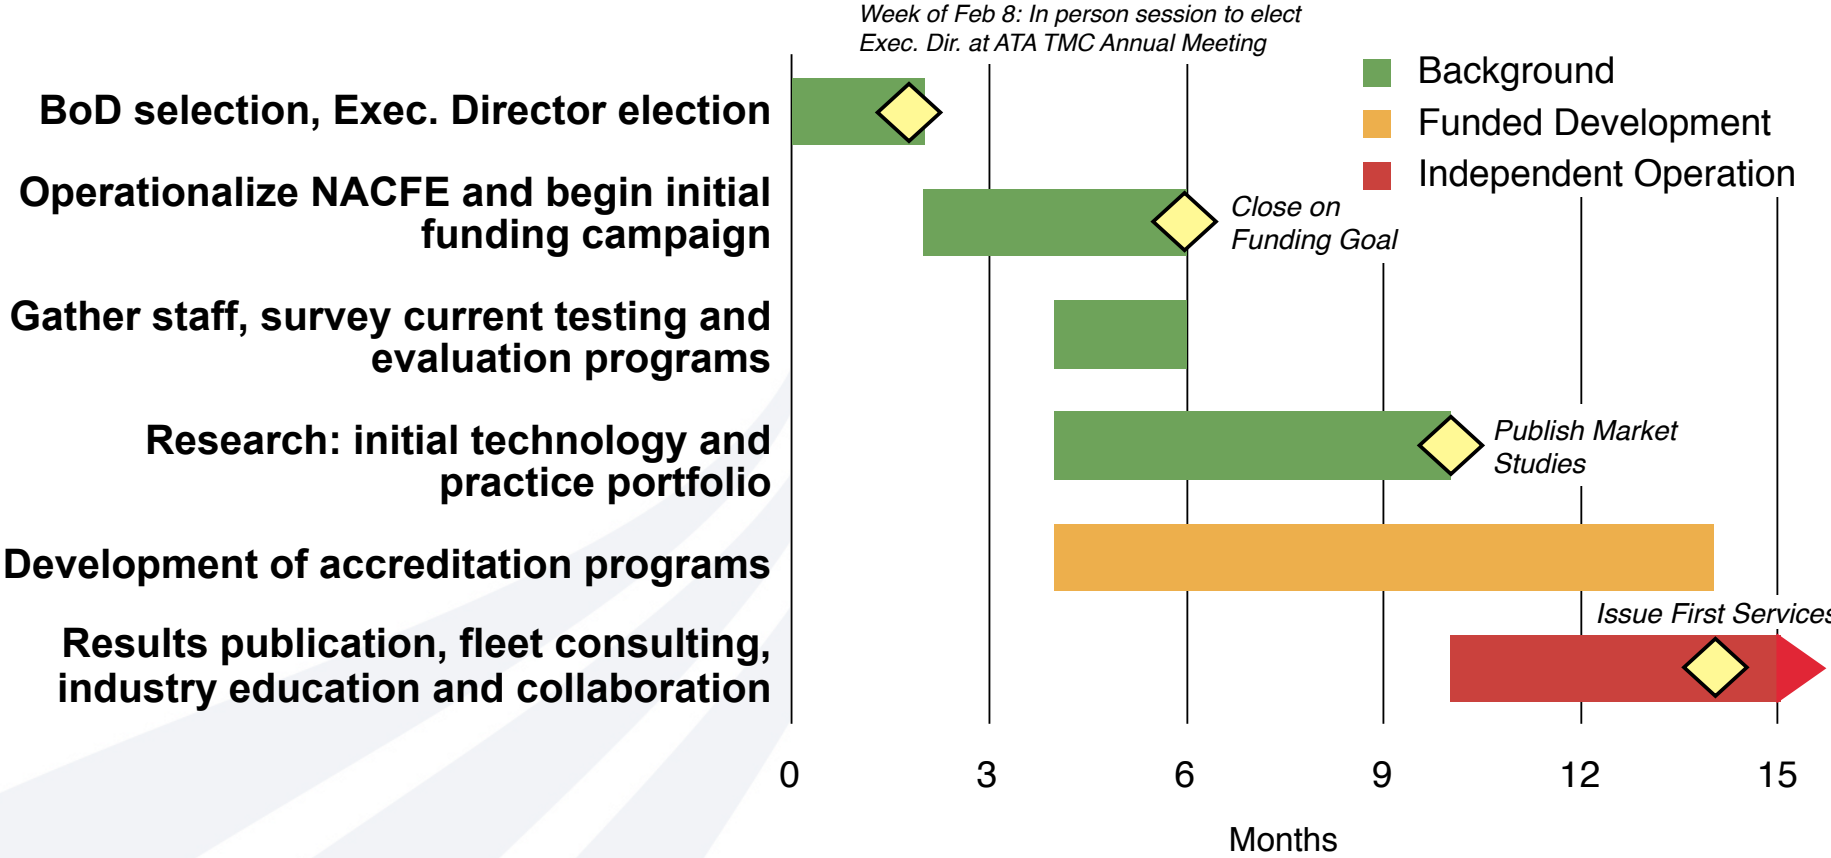 Week of Feb 8: In person session to elect
Exec. Dir. at ATA TMC Annual Meeting
Background
Funded Development
Independent Operation
BoD selection, Exec. Director election
Operationalize NACFE and begin initial
funding campaign
Close on
Funding Goal
Gather staff, survey current testing and
evaluation programs
Research: initial technology and
practice portfolio
Publish Market
Studies
Development of accreditation programs
Issue First Services
Results publication, fleet consulting,
industry education and collaboration
0 3 6 9 12 15
Months